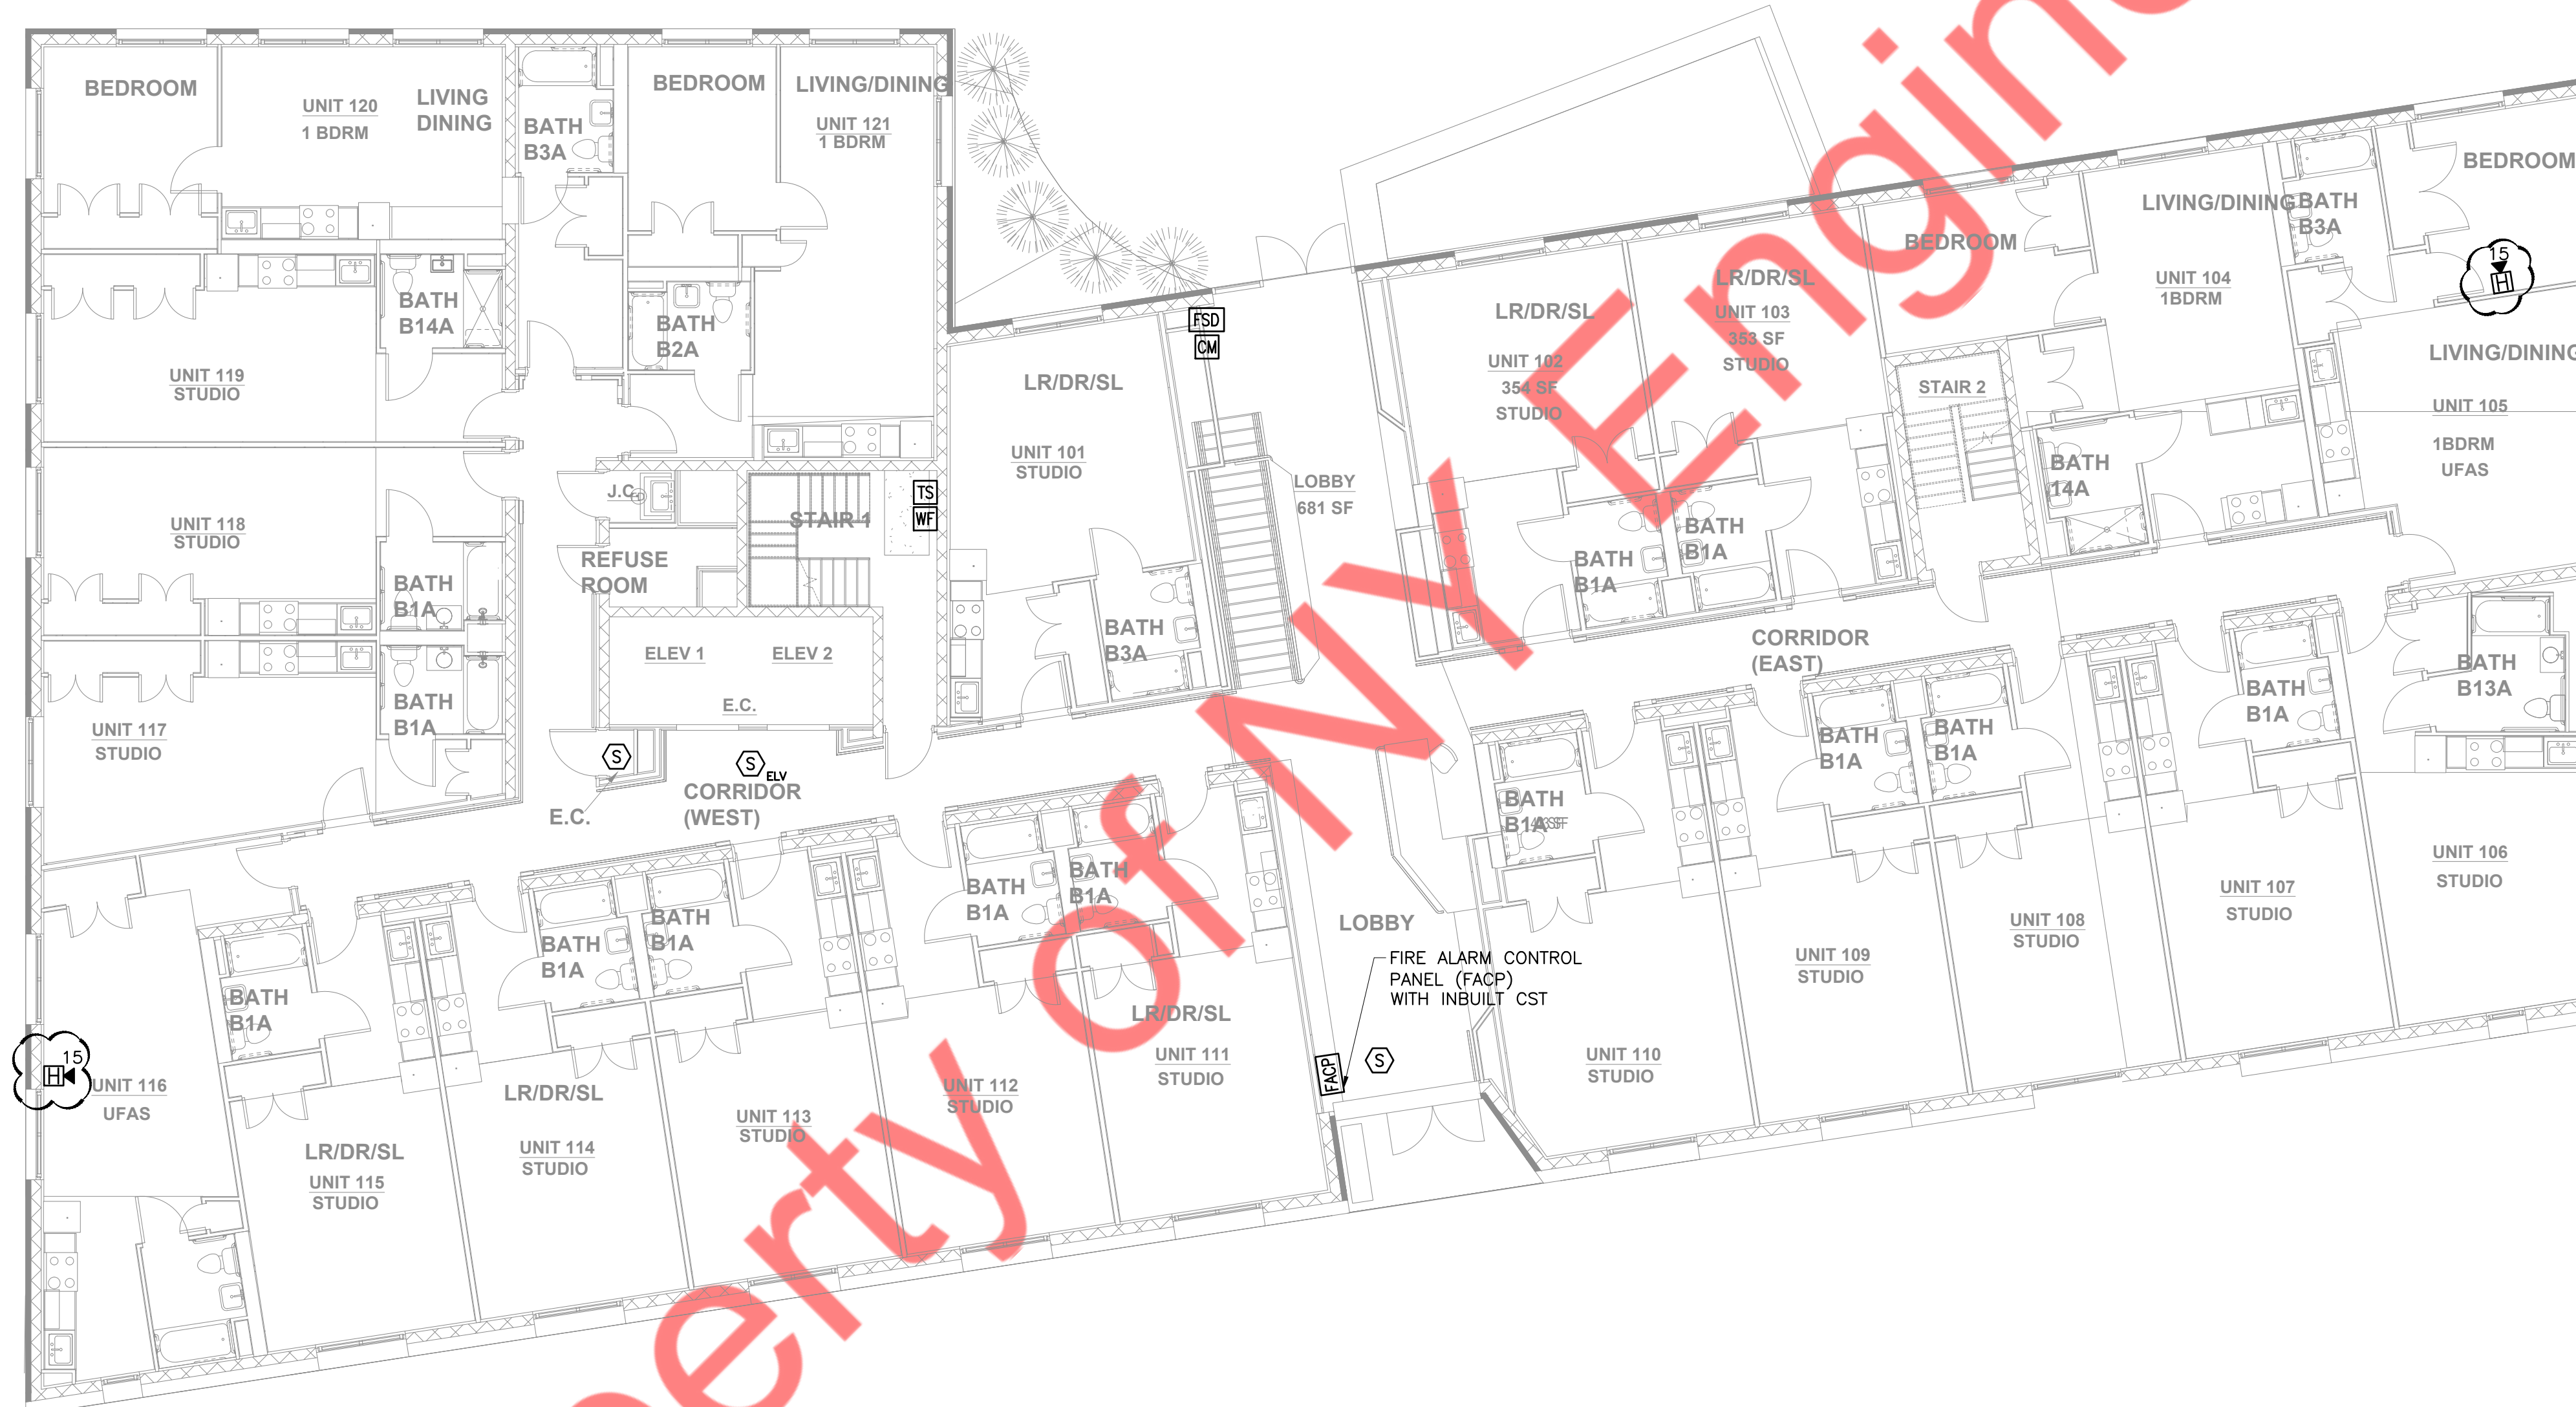 BEDROOM
UNIT 120
1 BDRM
LIVING
DINING
BATH
B3A
BEDROOM
LIVING/DINING
UNIT 121
1 BDRM
BATH
B14A
BATH
B2A
UNIT 119
STUDIO
UNIT 118
STUDIO
BATH
B1A
J.C.
REFUSE
ROOM
STAIR 1
TS
WF
ELEV 1
ELEV 2
E.C.
UNIT 117
STUDIO
BATH
B1A
S
E.C.
S
ELV
CORRIDOR
(WEST)
FSD
CM
LR/DR/SL
UNIT 101
STUDIO
BATH
B3A
LOBBY
681 SF
LR/DR/SL
UNIT 102
354 SF
STUDIO
LR/DR/SL
UNIT 103
353 SF
STUDIO
BATH
B1A
BATH
B1A
BEDROOM
STAIR 2
LIVING/DINING
UNIT 104
1BDRM
BATH
B3A
BATH
14A
BEDROOM
15
H
LIVING/DINING
UNIT 105
1BDRM
UFAS
CORRIDOR
(EAST)
BATH
B13A
BATH
B1A
BATH
B1A
BATH
B1A
BATH
B1A
UNIT 106
STUDIO
UNIT 107
STUDIO
UNIT 108
STUDIO
UNIT 109
STUDIO
UNIT 110
STUDIO
LOBBY
FIRE ALARM CONTROL
PANEL (FACP)
WITH INBUILT CST
FACP
S
BATH
B1A
BATH
B1A
LR/DR/SL
UNIT 111
STUDIO
UNIT 112
STUDIO
BATH
B1A
BATH
B1A
UNIT 113
STUDIO
LR/DR/SL
UNIT 114
STUDIO
BATH
B1A
LR/DR/SL
UNIT 115
STUDIO
15
H
UNIT 116
UFAS
erty of NY Engine